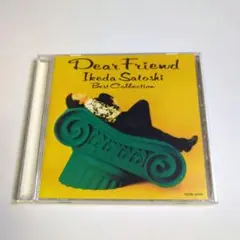 Dear Friend
Ikeda Satoshi
Best Collection